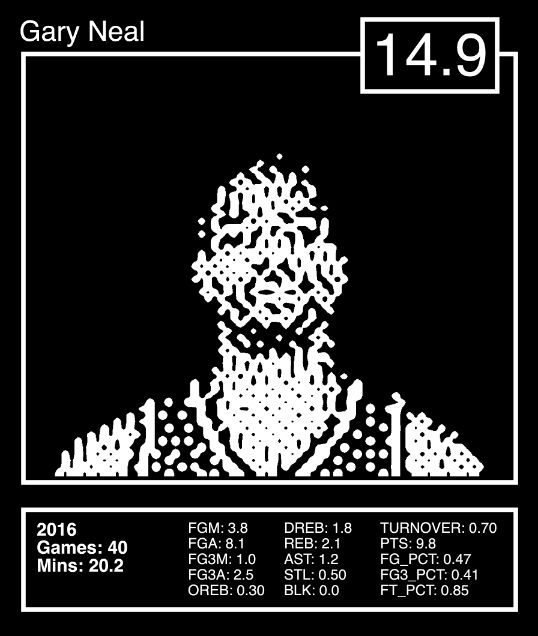 Gary Neal
14.9
2016
Games: 40
Mins: 20.2
FGM: 3.8
FGA: 8.1
FG3M: 1.0
FG3A: 2.5
OREB: 0.30
DREB: 1.8
REB: 2.1
AST: 1.2
STL: 0.50
BLK: 0.0
TURNOVER: 0.70
PTS: 9.8
FG_PCT: 0.47
FG3_PCT: 0.41
FT_PCT: 0.85